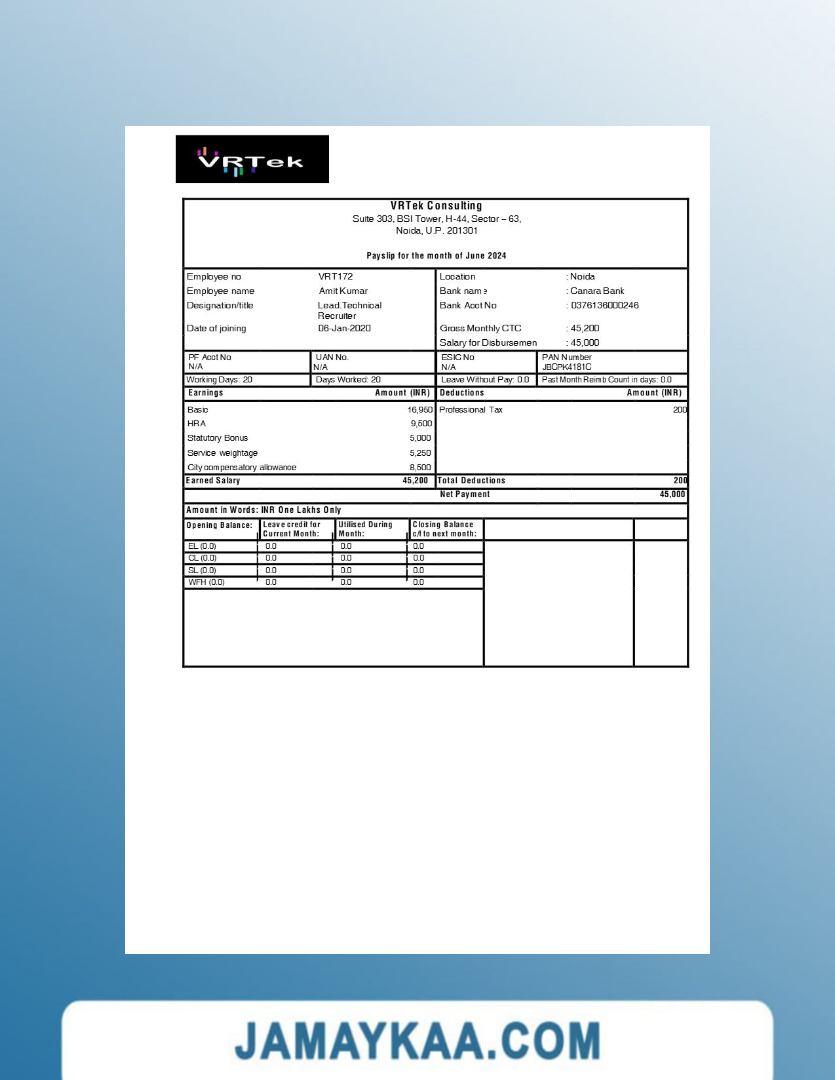 VRTek
VRTek Consulting
Suite 303, BSI Tower, H-44, Sector – 63,
Noida, U.P. 201301
Payslip for the month of June 2024
Employee no VRT172 Location : Noida
Employee name Amit Kumar Bank name : Canara Bank
Designation/title Lead.Technical Bank Acct No : 0376136000246
Recruiter
Date of joining 06-Jan-2020 Gross Monthly CTC : 45,200
Salary for Disbursemen : 45,000
PF Acct No UAN No. ESIC No PAN Number
N/A N/A N/A JBCPK4181C
Working Days: 20 Days Worked: 20 Leave Without Pay: 0.0 Past Month Reimb Count in days: 0.0
Earnings Amount (INR) Deductions Amount (INR)
Basic 16,950 Professional Tax 200
HRA 9,500
Statutory Bonus 5,000
Service weightage 5,250
City compensatory allowance 8,500
Earned Salary 45,200 Total Deductions 200
Net Payment 45,000
Amount in Words: INR One Lakhs Only
Opening Balance: Leave credit for Utilised During Closing Balance
Current Month: Month: c/f to next month:
EL (0.0) 0.0 0.0 0.0
CL (0.0) 0.0 0.0 0.0
SL (0.0) 0.0 0.0 0.0
WFH (0.0) 0.0 0.0 0.0
JAMAYKAA.COM